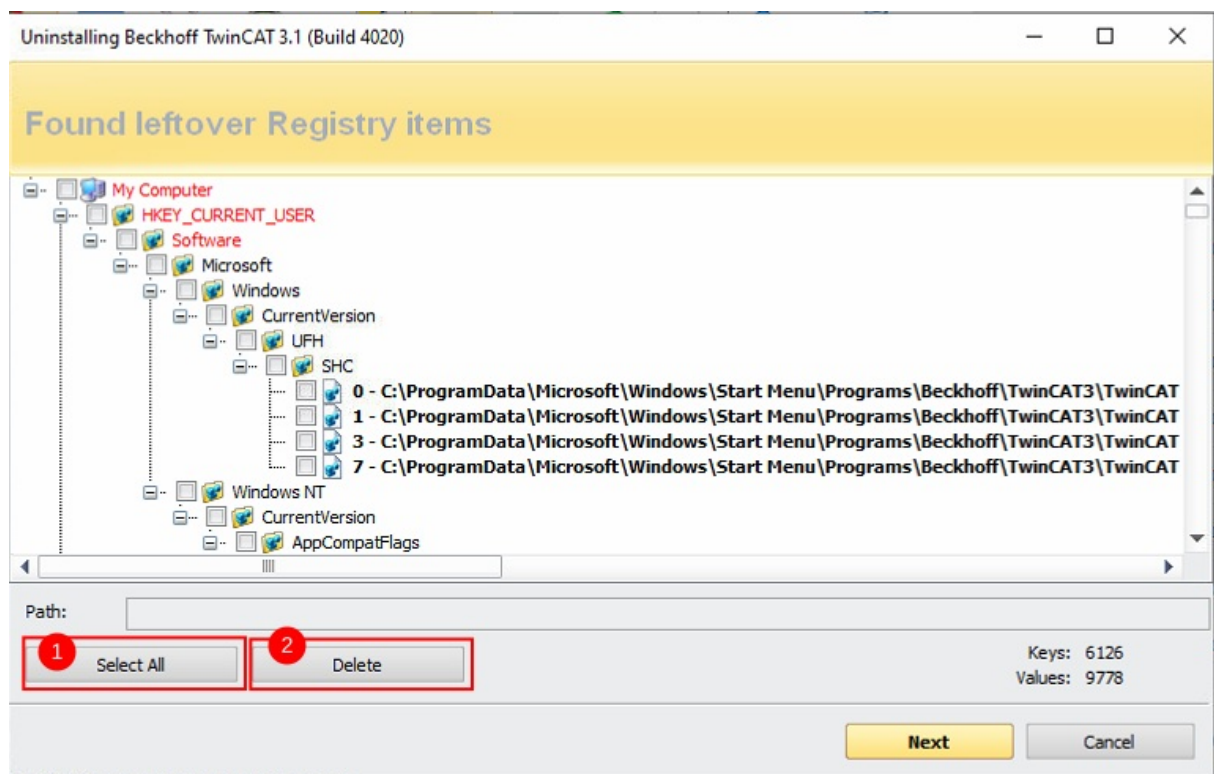 Uninstalling Beckhoff TwinCAT 3.1 (Build 4020)
Found leftover Registry items
My Computer
HKEY_CURRENT_USER
Software
Microsoft
Windows
CurrentVersion
UFH
SHC
0 - C:\ProgramData\Microsoft\Windows\Start Menu\Programs\Beckhoff\TwinCAT3\TwinCAT
1 - C:\ProgramData\Microsoft\Windows\Start Menu\Programs\Beckhoff\TwinCAT3\TwinCAT
3 - C:\ProgramData\Microsoft\Windows\Start Menu\Programs\Beckhoff\TwinCAT3\TwinCAT
7 - C:\ProgramData\Microsoft\Windows\Start Menu\Programs\Beckhoff\TwinCAT3\TwinCAT
Windows NT
CurrentVersion
AppCompatFlags
Path:
1 Select All 2 Delete
Keys: 6126
Values: 9778
Next Cancel